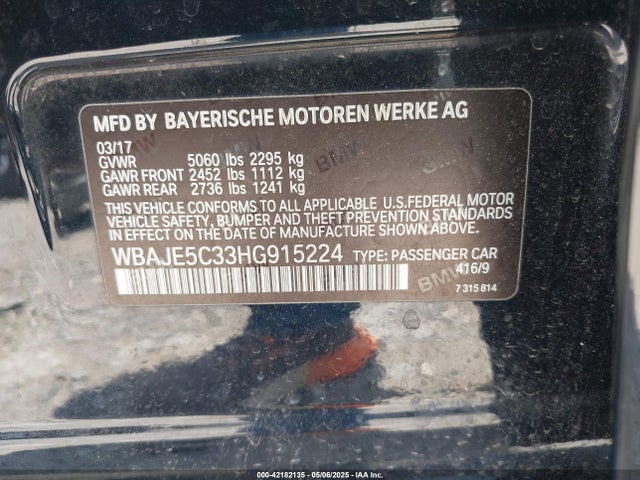 MFD BY BAYERISCHE MOTOREN WERKE AG
03/17
GVWR 5060 lbs 2295 kg
GAWR FRONT 2452 lbs 1112 kg
GAWR REAR 2736 lbs 1241 kg
THIS VEHICLE CONFORMS TO ALL APPLICABLE U.S.FEDERAL MOTOR
VEHICLE SAFETY, BUMPER AND THEFT PREVENTION STANDARDS
IN EFFECT ON THE DATE OF MANUFACTURE SHOWN ABOVE.
WBAJE5C33HG915224 TYPE: PASSENGER CAR
416/9
7 315 814
000-42182135 - 05/06/2025 - IAA Inc.